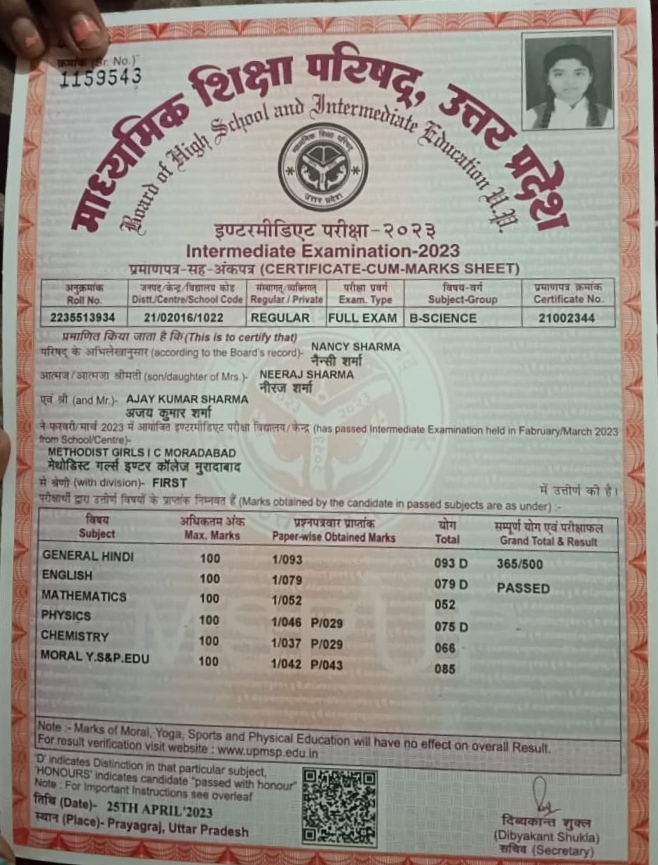 क्रमांक (Sr. No.)
1159543
माध्यमिक शिक्षा परिषद्, उत्तर प्रदेश
Board of High School and Intermediate Education U.P.
इण्टरमीडिएट परीक्षा-२०२३
Intermediate Examination-2023
प्रमाणपत्र-सह-अंकपत्र (CERTIFICATE-CUM-MARKS SHEET)
अनुक्रमांक जनपद/केन्द्र/विद्यालय कोड संस्थागत/व्यक्तिगत परीक्षा प्रवर्ग विषय-वर्ग प्रमाणपत्र क्रमांक
Roll No. Distt./Centre/School Code Regular / Private Exam. Type Subject-Group Certificate No.
2235513934 21/02016/1022 REGULAR FULL EXAM B-SCIENCE 21002344
प्रमाणित किया जाता है कि (This is to certify that)
परिषद् के अभिलेखानुसार (according to the Board's record)- NANCY SHARMA
नैन्सी शर्मा
आत्मज/आत्मजा श्रीमती (son/daughter of Mrs.)- NEERAJ SHARMA
नीरज शर्मा
एवं श्री (and Mr.)- AJAY KUMAR SHARMA
अजय कुमार शर्मा
ने फरवरी/मार्च 2023 में आयोजित इण्टरमीडिएट परीक्षा विद्यालय/केन्द्र (has passed Intermediate Examination held in Fabruary/March 2023
from School/Centre)-
METHODIST GIRLS I C MORADABAD
मेथोडिस्ट गर्ल्स इण्टर कॉलेज मुरादाबाद
से श्रेणी (with division)- FIRST में उत्तीर्ण की है।
परीक्षार्थी द्वारा उत्तीर्ण विषयों के प्राप्तांक निम्नवत हैं (Marks obtained by the candidate in passed subjects are as under) :-
विषय अधिकतम अंक प्रश्नपत्रवार प्राप्तांक योग सम्पूर्ण योग एवं परीक्षाफल
Subject Max. Marks Paper-wise Obtained Marks Total Grand Total & Result
GENERAL HINDI 100 1/093 093 D 365/500
ENGLISH 100 1/079 079 D PASSED
MATHEMATICS 100 1/052 052
PHYSICS 100 1/046 P/029 075 D
CHEMISTRY 100 1/037 P/029 066
MORAL Y.S&P.EDU 100 1/042 P/043 085
Note :- Marks of Moral, Yoga, Sports and Physical Education will have no effect on overall Result.
For result verification visit website : www.upmsp.edu.in
'D' indicates Distinction in that particular subject,
'HONOURS' indicates candidate "passed with honour"
Note : For Important Instructions see overleaf
तिथि (Date)- 25TH APRIL'2023
स्थान (Place)- Prayagraj, Uttar Pradesh
दिब्यकान्त शुक्ल
(Dibyakant Shukla)
सचिव (Secretary)